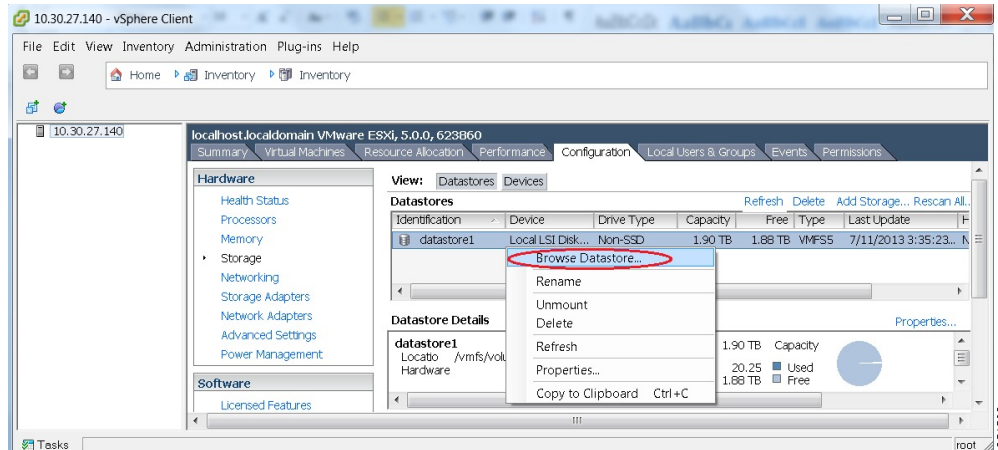 10.30.27.140 - vSphere Client
File Edit View Inventory Administration Plug-ins Help
Home Inventory Inventory
10.30.27.140
localhost.localdomain VMware ESXi, 5.0.0, 623860
Summary Virtual Machines Resource Allocation Performance Configuration Local Users & Groups Events Permissions
Hardware
Health Status
Processors
Memory
Storage
Networking
Storage Adapters
Network Adapters
Advanced Settings
Power Management
Software
Licensed Features
View: Datastores Devices
Datastores
Refresh Delete Add Storage... Rescan All..
Identification Device Drive Type Capacity Free Type Last Update H
datastore1 Local LSI Disk... Non-SSD 1.90 TB 1.88 TB VMFS5 7/11/2013 3:35:23... N
Browse Datastore...
Rename
Unmount
Delete
Refresh
Properties...
Copy to Clipboard Ctrl+C
Datastore Details
Properties...
datastore1
Locatio /vmfs/volu
Hardware
1.90 TB Capacity
20.25 Used
1.88 TB Free
Tasks
root